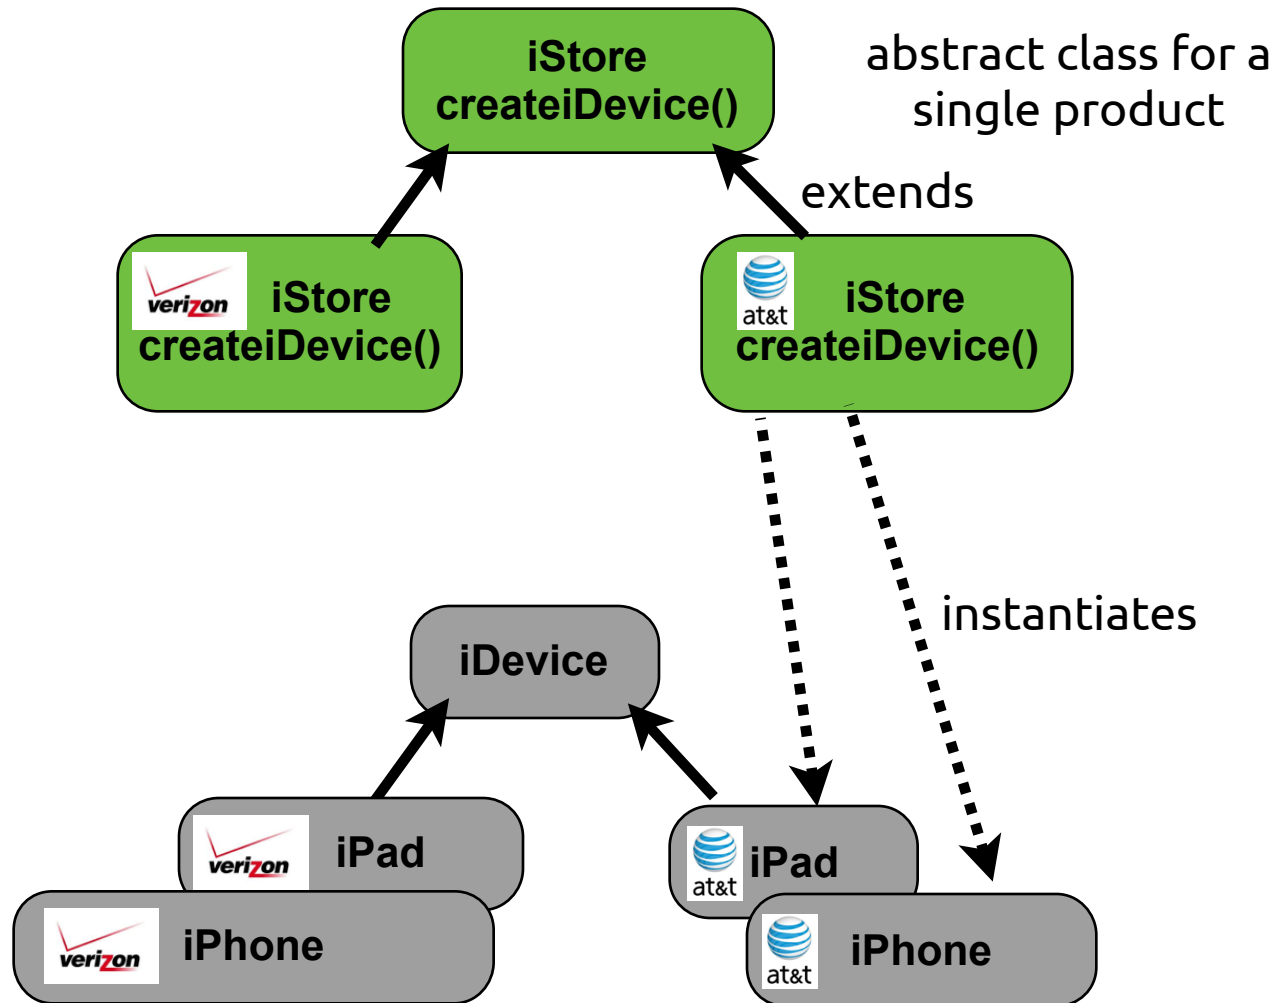 iStore
createiDevice()
abstract class for a
single product
extends
verizon
iStore
createiDevice()
at&t
iStore
createiDevice()
instantiates
iDevice
verizon
iPad
at&t
iPad
verizon
iPhone
at&t
iPhone